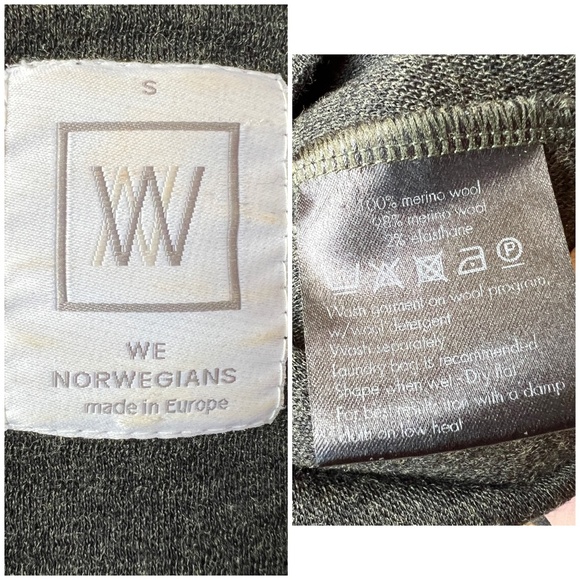 S
W
WE
NORWEGIANS
made in Europe
100% merino wool
98% merino wool
2% elasthane
P
Wash garment on wool program,
w/wool detergent
Wash separately
laundry bag is recommended
Shape when wet - Dry flat
For best result, iron with a damp
cloth on low heat